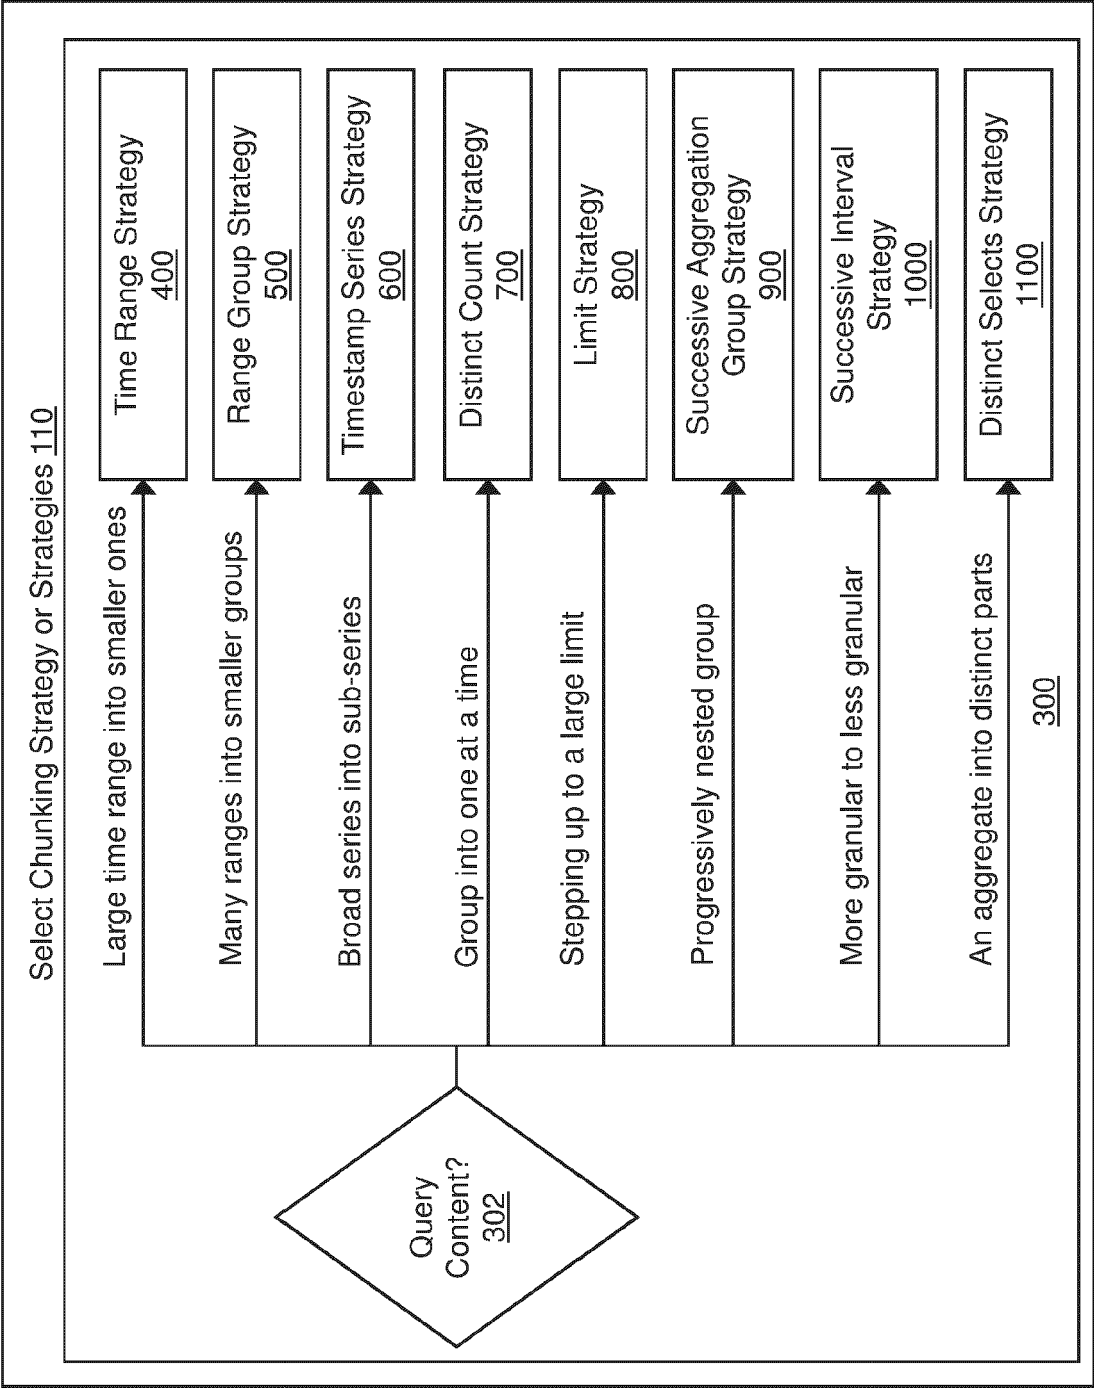 Select Chunking Strategy or Strategies 110
Query
Content?
302
Large time range into smaller ones
Time Range Strategy
400
Many ranges into smaller groups
Range Group Strategy
500
Broad series into sub-series
Timestamp Series Strategy
600
Group into one at a time
Distinct Count Strategy
700
Stepping up to a large limit
Limit Strategy
800
Progressively nested group
Successive Aggregation
Group Strategy
900
More granular to less granular
Successive Interval
Strategy
1000
An aggregate into distinct parts
Distinct Selects Strategy
1100
300